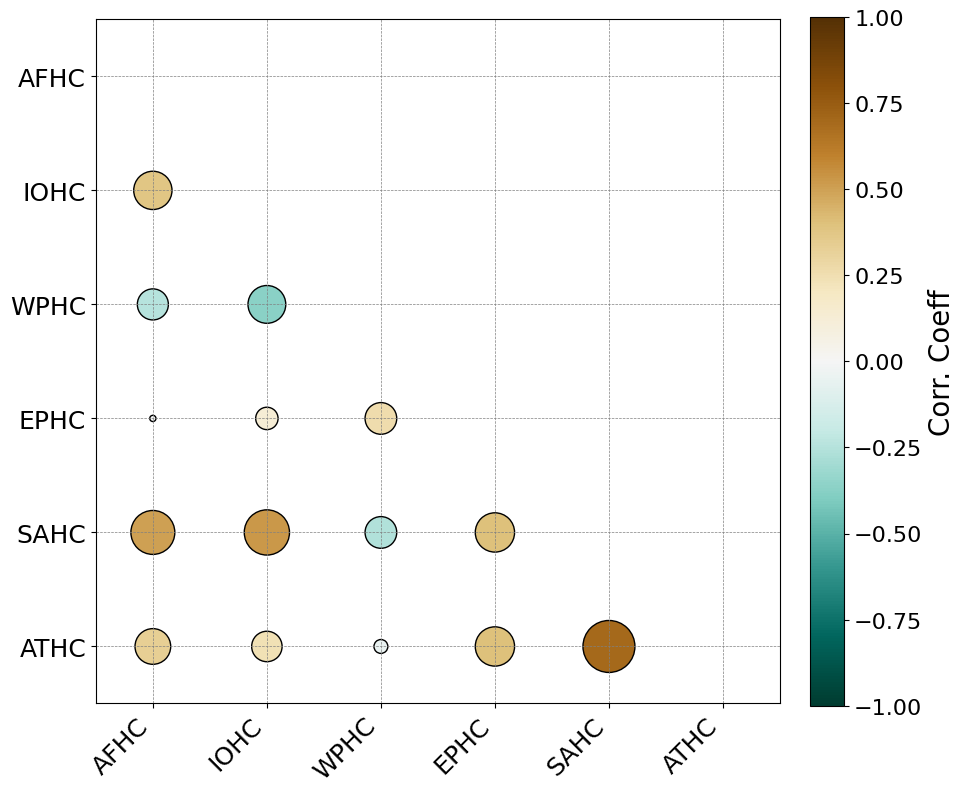 AFHC
IOHC
WPHC
EPHC
SAHC
ATHC
AFHC
IOHC
WPHC
EPHC
SAHC
ATHC
1.00
0.75
0.50
0.25
0.00
−0.25
−0.50
−0.75
−1.00
Corr. Coeff